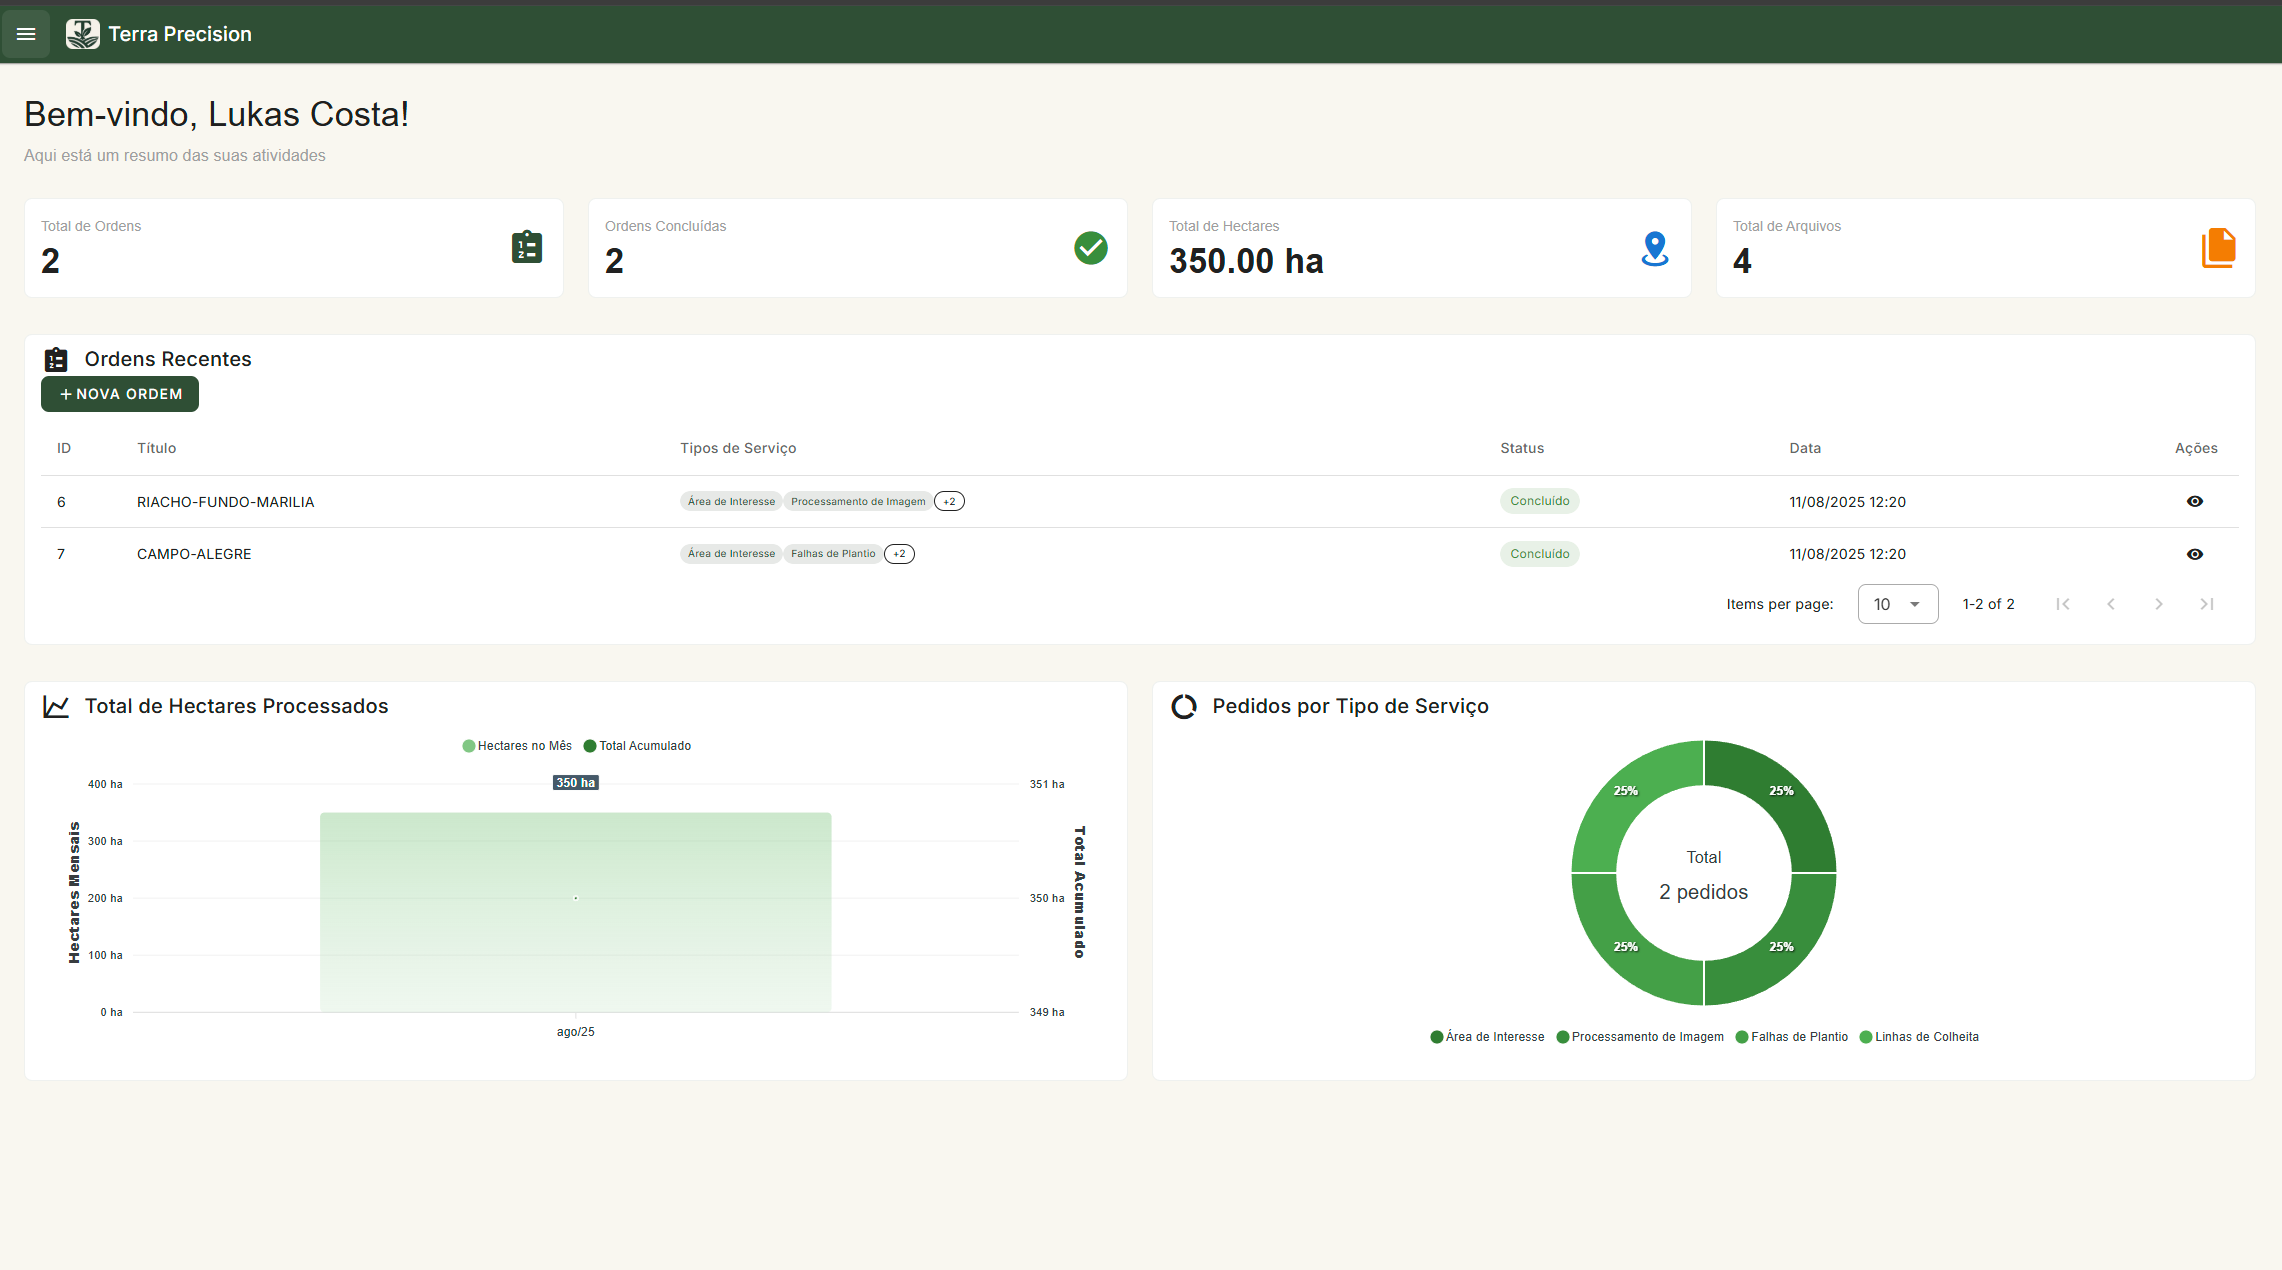 Terra Precision
Bem-vindo, Lukas Costa!
Aqui está um resumo das suas atividades
Total de Ordens
2
Ordens Concluídas
2
Total de Hectares
350.00 ha
Total de Arquivos
4
Ordens Recentes
+ NOVA ORDEM
ID Título Tipos de Serviço Status Data Ações
6 RIACHO-FUNDO-MARILIA Área de Interesse Processamento de Imagem +2 Concluído 11/08/2025 12:20
7 CAMPO-ALEGRE Área de Interesse Falhas de Plantio +2 Concluído 11/08/2025 12:20
Items per page: 10 1-2 of 2
Total de Hectares Processados
Hectares no Mês Total Acumulado
Hectares Mensais
400 ha
300 ha
200 ha
100 ha
0 ha
350 ha
ago/25
351 ha
350 ha
349 ha
Total Acumulado
Pedidos por Tipo de Serviço
25% 25%
Total
2 pedidos
25% 25%
Área de Interesse Processamento de Imagem Falhas de Plantio Linhas de Colheita